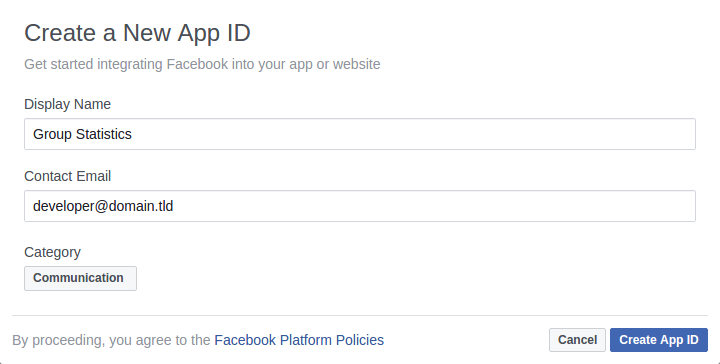 Create a New App ID
Get started integrating Facebook into your app or website
Display Name
Group Statistics
Contact Email
developer@domain.tld
Category
Communication
By proceeding, you agree to the Facebook Platform Policies
Cancel
Create App ID